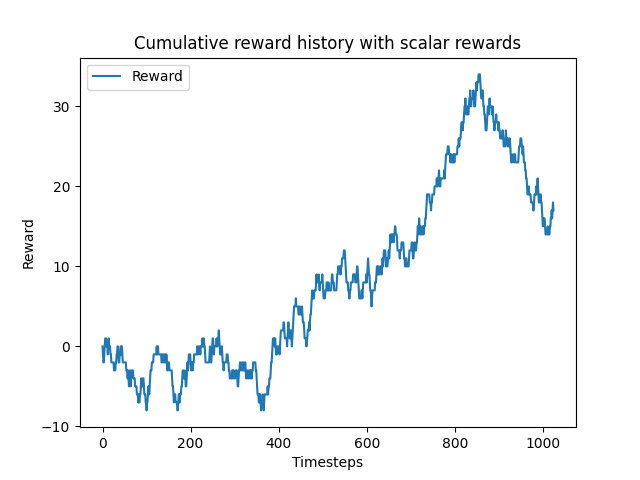 Cumulative reward history with scalar rewards
Reward
30
20
10
0
−10
Reward
0
200
400
600
800
1000
Timesteps